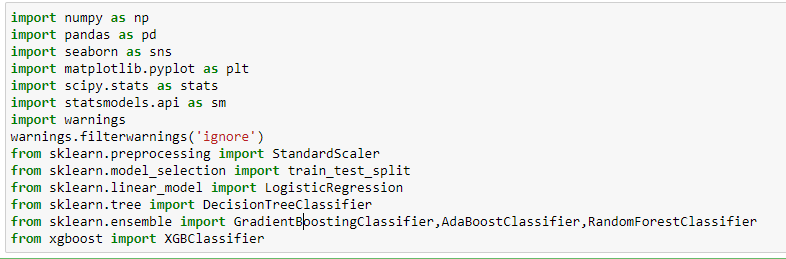 import numpy as np
import pandas as pd
import seaborn as sns
import matplotlib.pyplot as plt
import scipy.stats as stats
import statsmodels.api as sm
import warnings
warnings.filterwarnings('ignore')
from sklearn.preprocessing import StandardScaler
from sklearn.model_selection import train_test_split
from sklearn.linear_model import LogisticRegression
from sklearn.tree import DecisionTreeClassifier
from sklearn.ensemble import GradientBoostingClassifier,AdaBoostClassifier,RandomForestClassifier
from xgboost import XGBClassifier